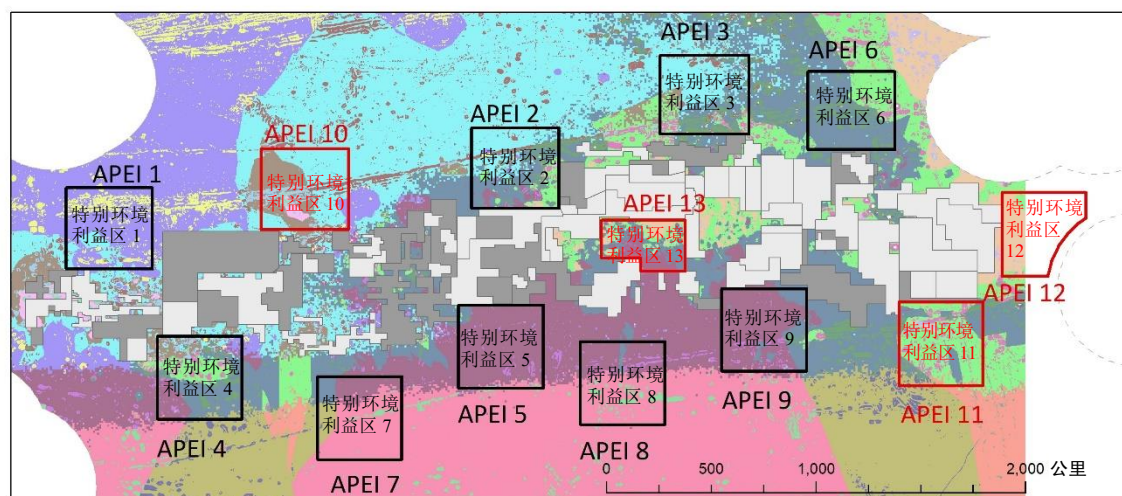 APEI 3
APEI 6
特别环境
利益区 3
特别环境
利益区 6
APEI 2
APEI 10
特别环境
利益区 2
APEI 1
特别环境
利益区 10
APEI 13
特别环境
利益区 1
特别环境
利益区 13
特别环境
利益区
12
APEI 12
特别环境
利益区 5
特别环境
利益区 9
特别环境
利益区 11
特别环境
利益区 4
特别环境
利益区 8
特别环境
利益区 7
APEI 4
APEI 5
APEI 9
APEI 11
APEI 8
APEI 7
0 500 1,000 2,000 公里